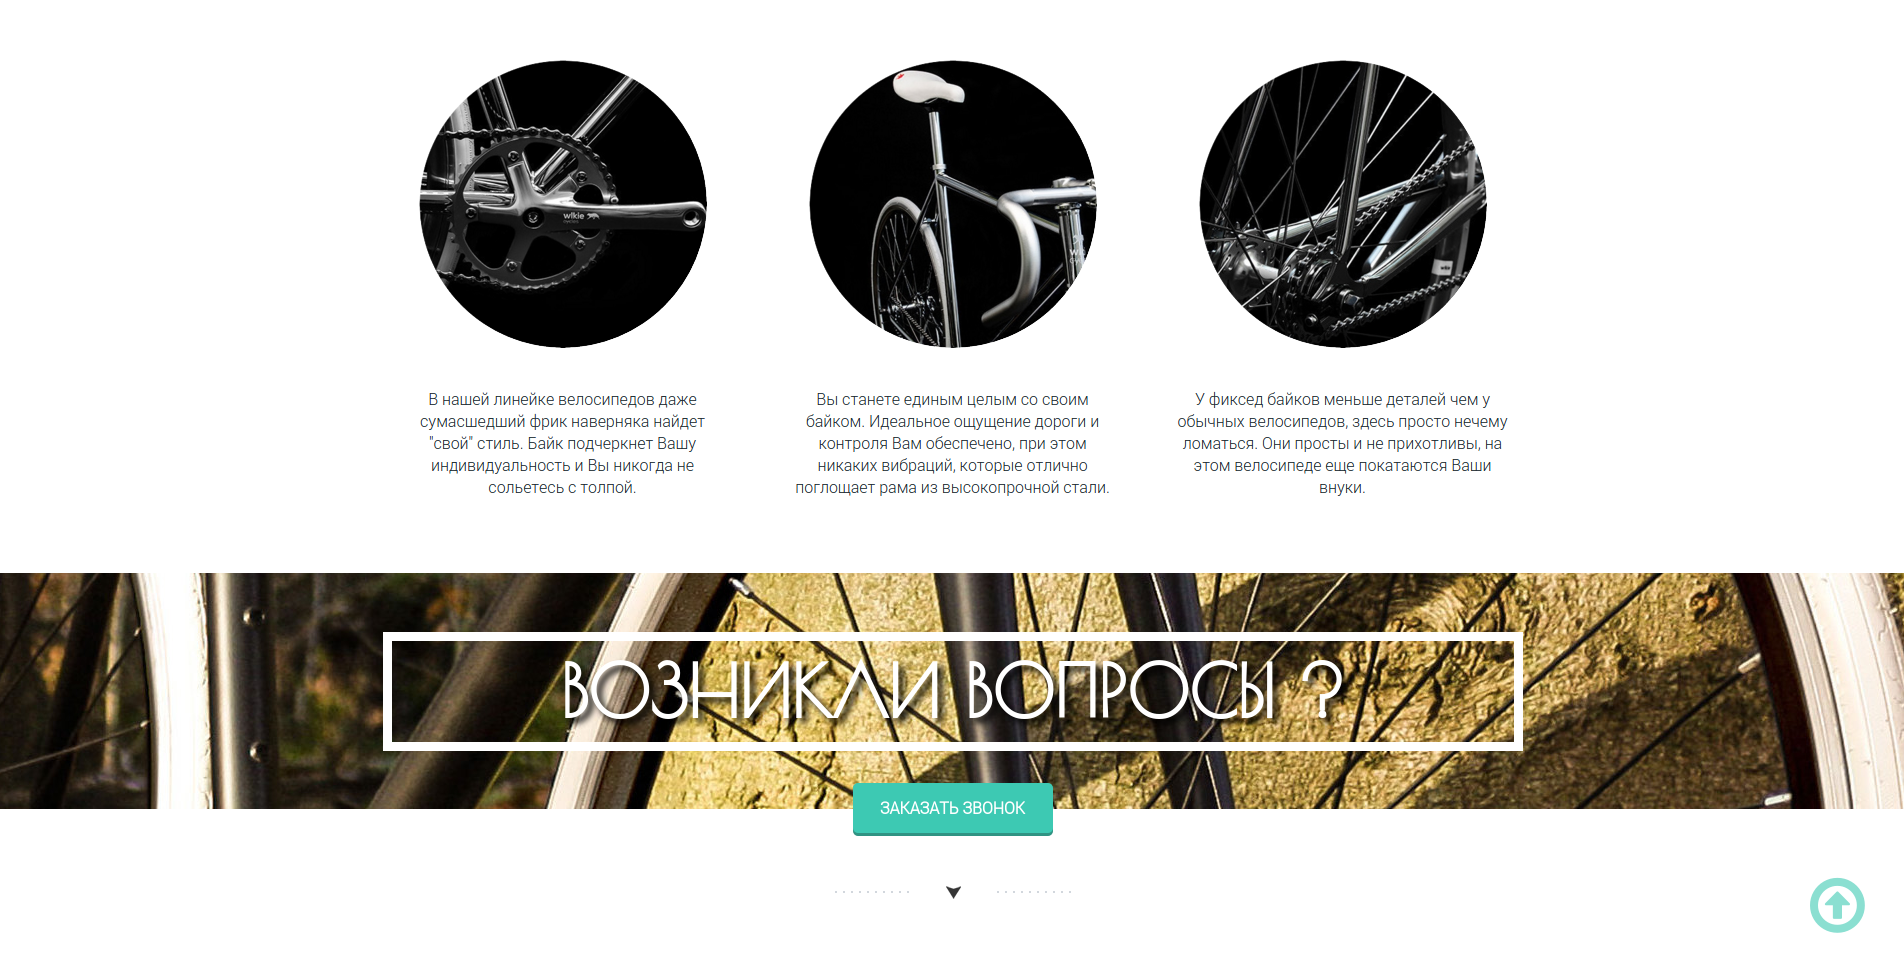 wikie
В нашей линейке велосипедов даже
сумасшедший фрик наверняка найдет
"свой" стиль. Байк подчеркнет Вашу
индивидуальность и Вы никогда не
сольетесь с толпой.
Вы станете единым целым со своим
байком. Идеальное ощущение дороги и
контроля Вам обеспечено, при этом
никаких вибраций, которые отлично
поглощает рама из высокопрочной стали.
У фиксед байков меньше деталей чем у
обычных велосипедов, здесь просто нечему
ломаться. Они просты и не прихотливы, на
этом велосипеде еще покатаются Ваши
внуки.
ВОЗНИКЛИ ВОПРОСЫ ?
ЗАКАЗАТЬ ЗВОНОК